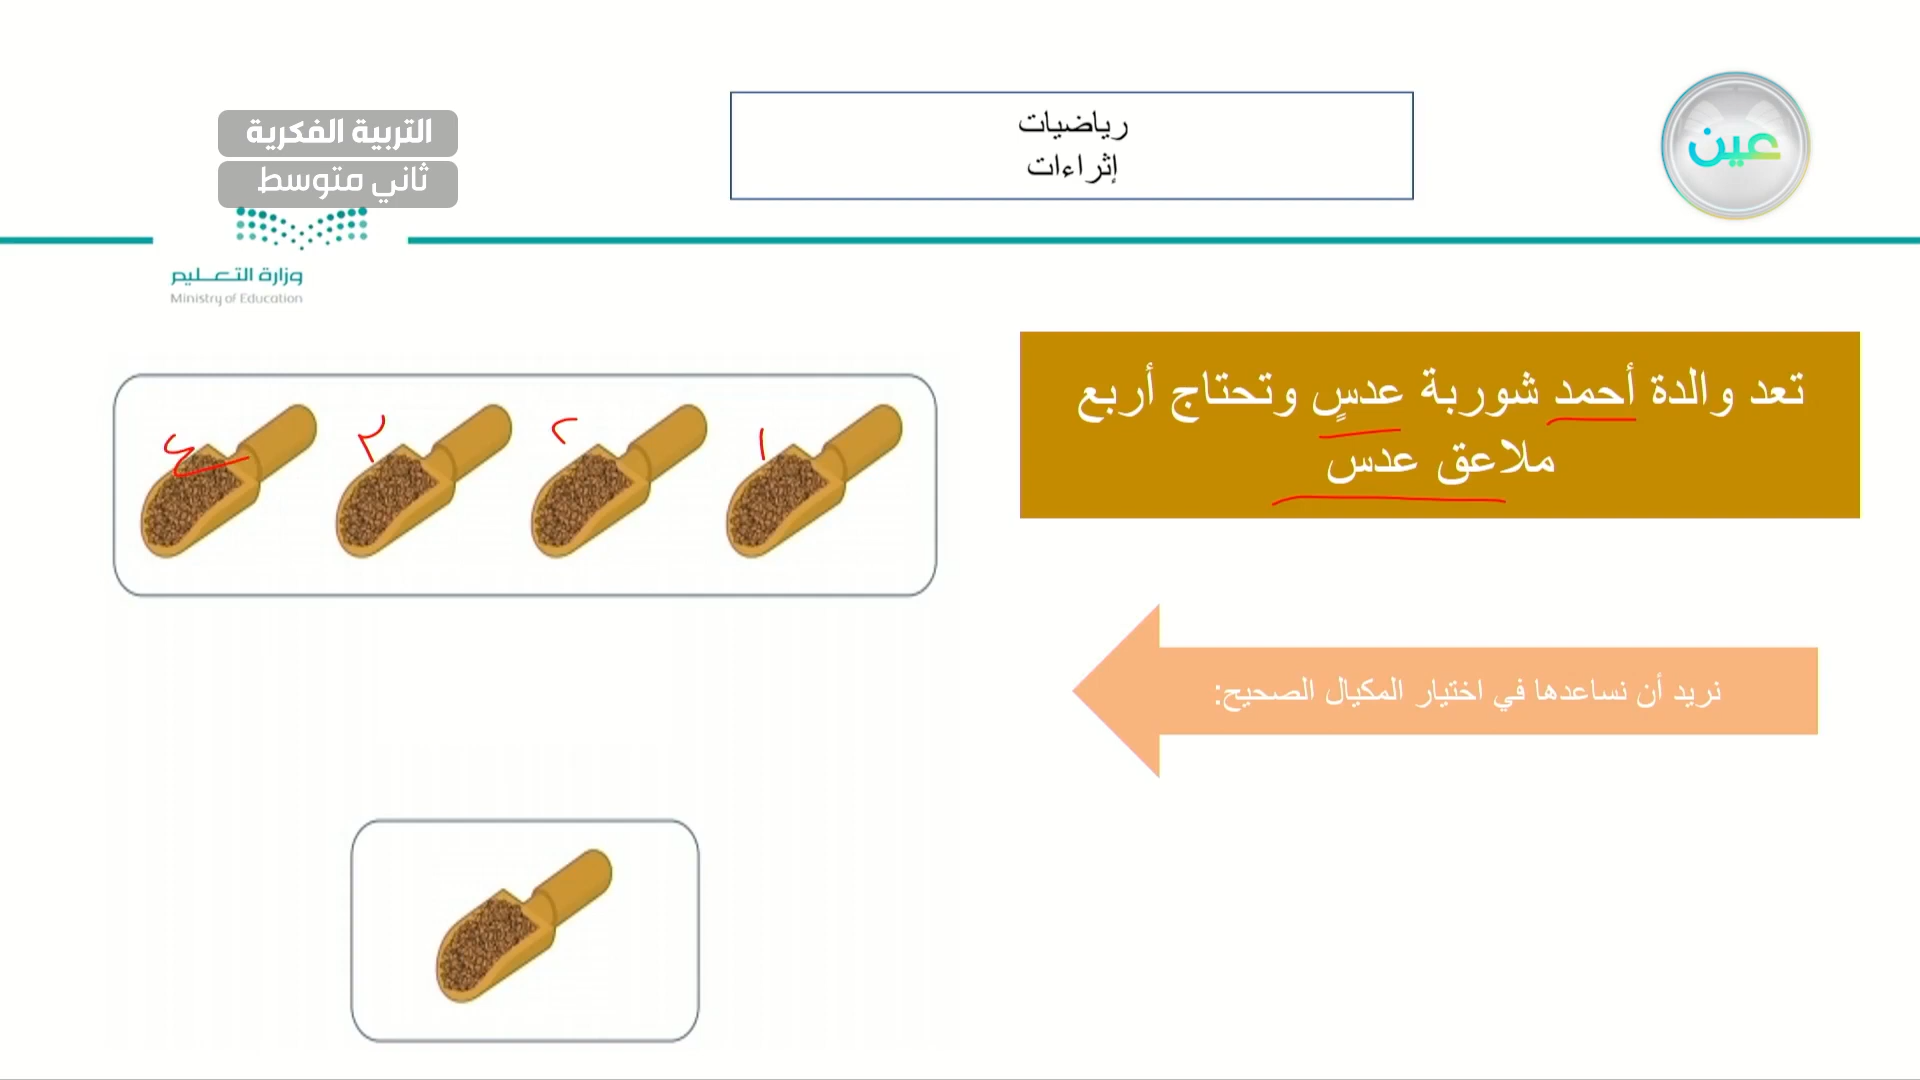 رياضيات
إثراءات
عين
التربية الفكرية
ثاني متوسط
وزارة التعليم
Ministry of Education
تعد والدة أحمد شوربة عدسٍ وتحتاج أربع
ملاعق عدس
١ ٢ ٣ ٤
نريد أن نساعدها في اختيار المكيال الصحيح: